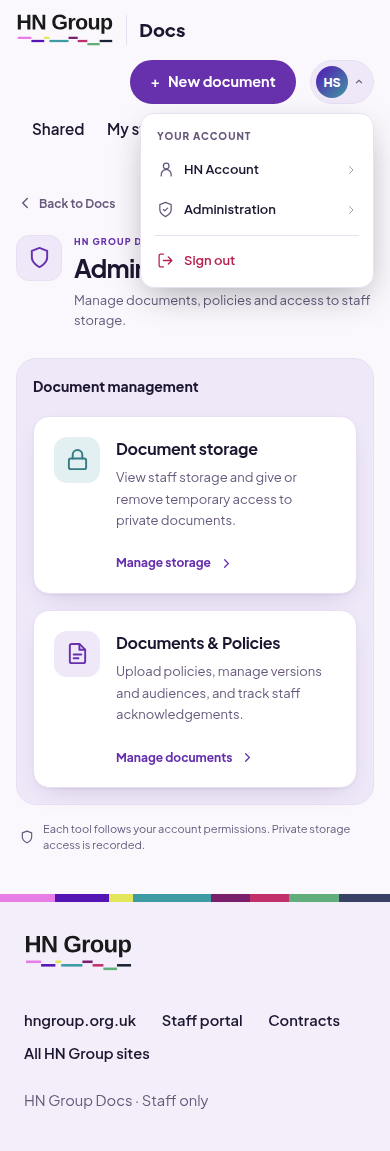 HN Group
Docs
+ New document
HS
Shared
My s
YOUR ACCOUNT
HN Account
Administration
Sign out
Back to Docs
HN GROUP D
Admin
Manage documents, policies and access to staff
storage.
Document management
Document storage
View staff storage and give or
remove temporary access to
private documents.
Manage storage
Documents & Policies
Upload policies, manage versions
and audiences, and track staff
acknowledgements.
Manage documents
Each tool follows your account permissions. Private storage
access is recorded.
HN Group
hngroup.org.uk Staff portal Contracts
All HN Group sites
HN Group Docs · Staff only